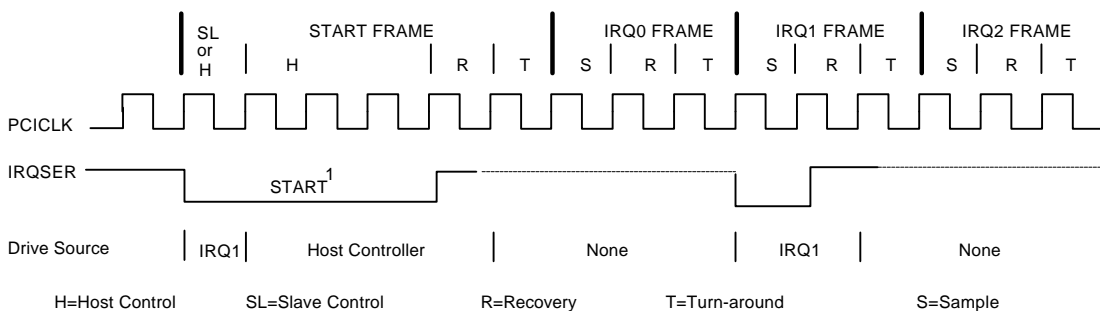 SL or H
START FRAME
IRQ0 FRAME
IRQ1 FRAME
IRQ2 FRAME
H R T S R T S R T S R T
PCICLK
IRQSER
START1
Drive Source IRQ1 Host Controller None IRQ1 None
H=Host Control SL=Slave Control R=Recovery T=Turn-around S=Sample